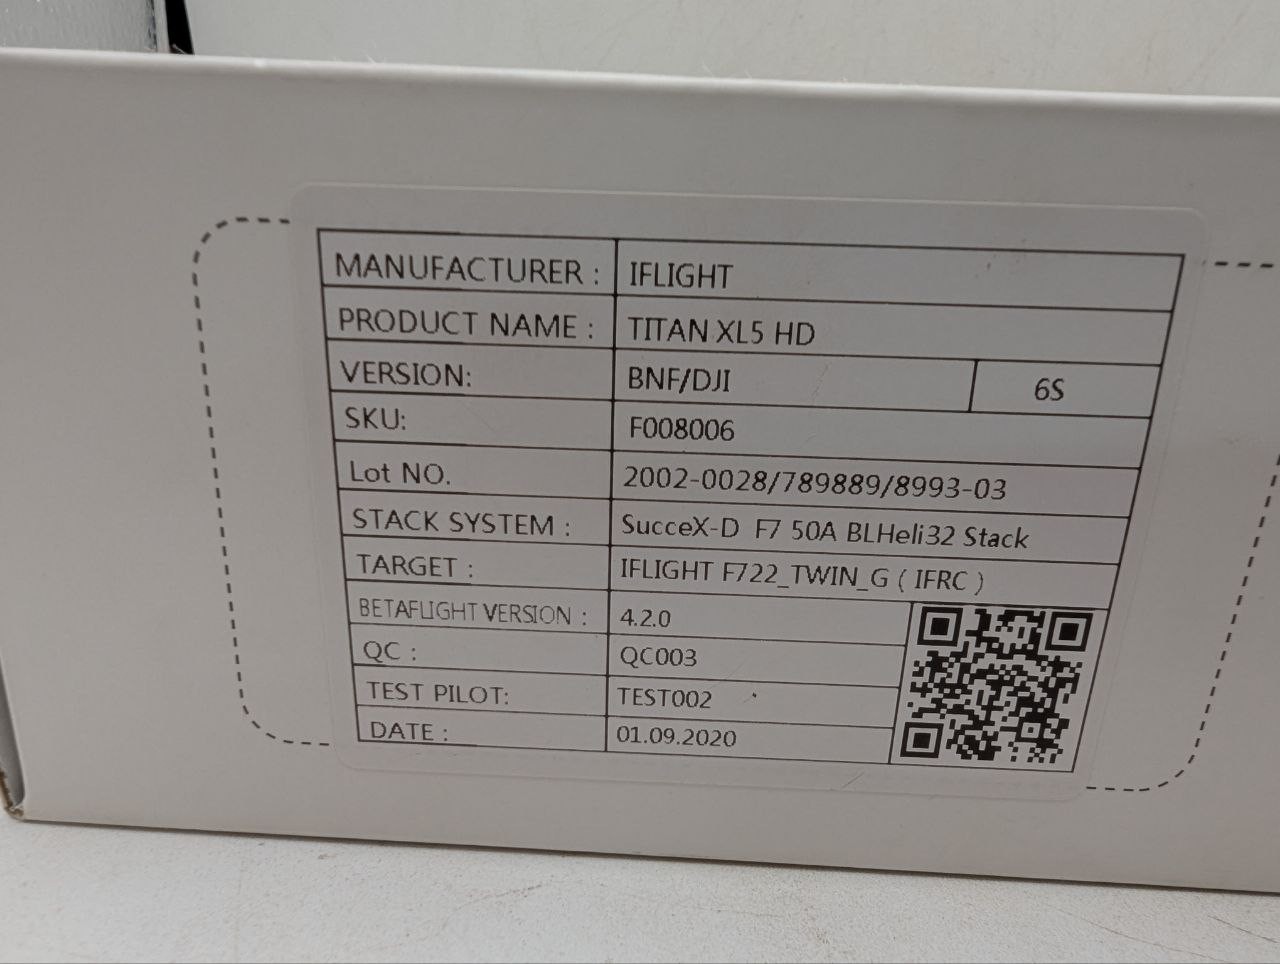 MANUFACTURER : IFLIGHT
PRODUCT NAME : TITAN XL5 HD
VERSION: BNF/DJI 6S
SKU: F008006
Lot NO. 2002-0028/789889/8993-03
STACK SYSTEM : SucceX-D F7 50A BLHeli32 Stack
TARGET : IFLIGHT F722_TWIN_G ( IFRC )
BETAFLIGHT VERSION : 4.2.0
QC : QC003
TEST PILOT: TEST002
DATE : 01.09.2020